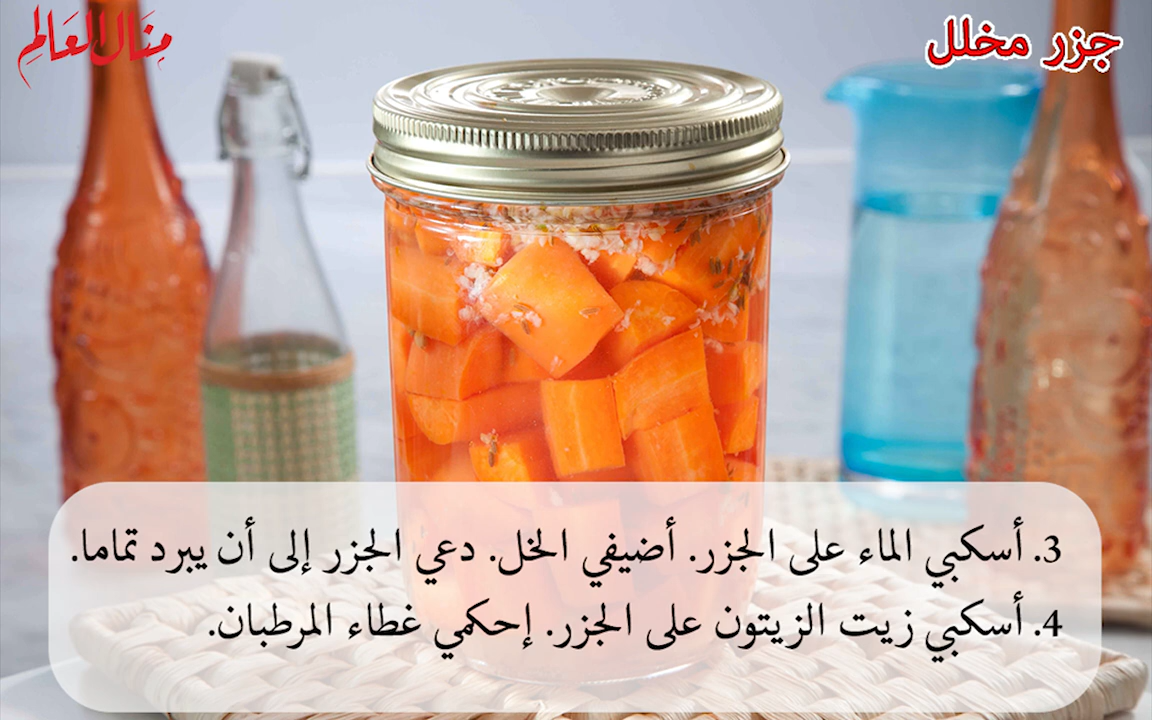 جزر مخلل
منال العالم
3. أسكبي الماء على الجزر. أضيفي الخل. دعي الجزر إلى أن يبرد تماما.
4. أسكبي زيت الزيتون على الجزر. إحكمي غطاء المرطبان.